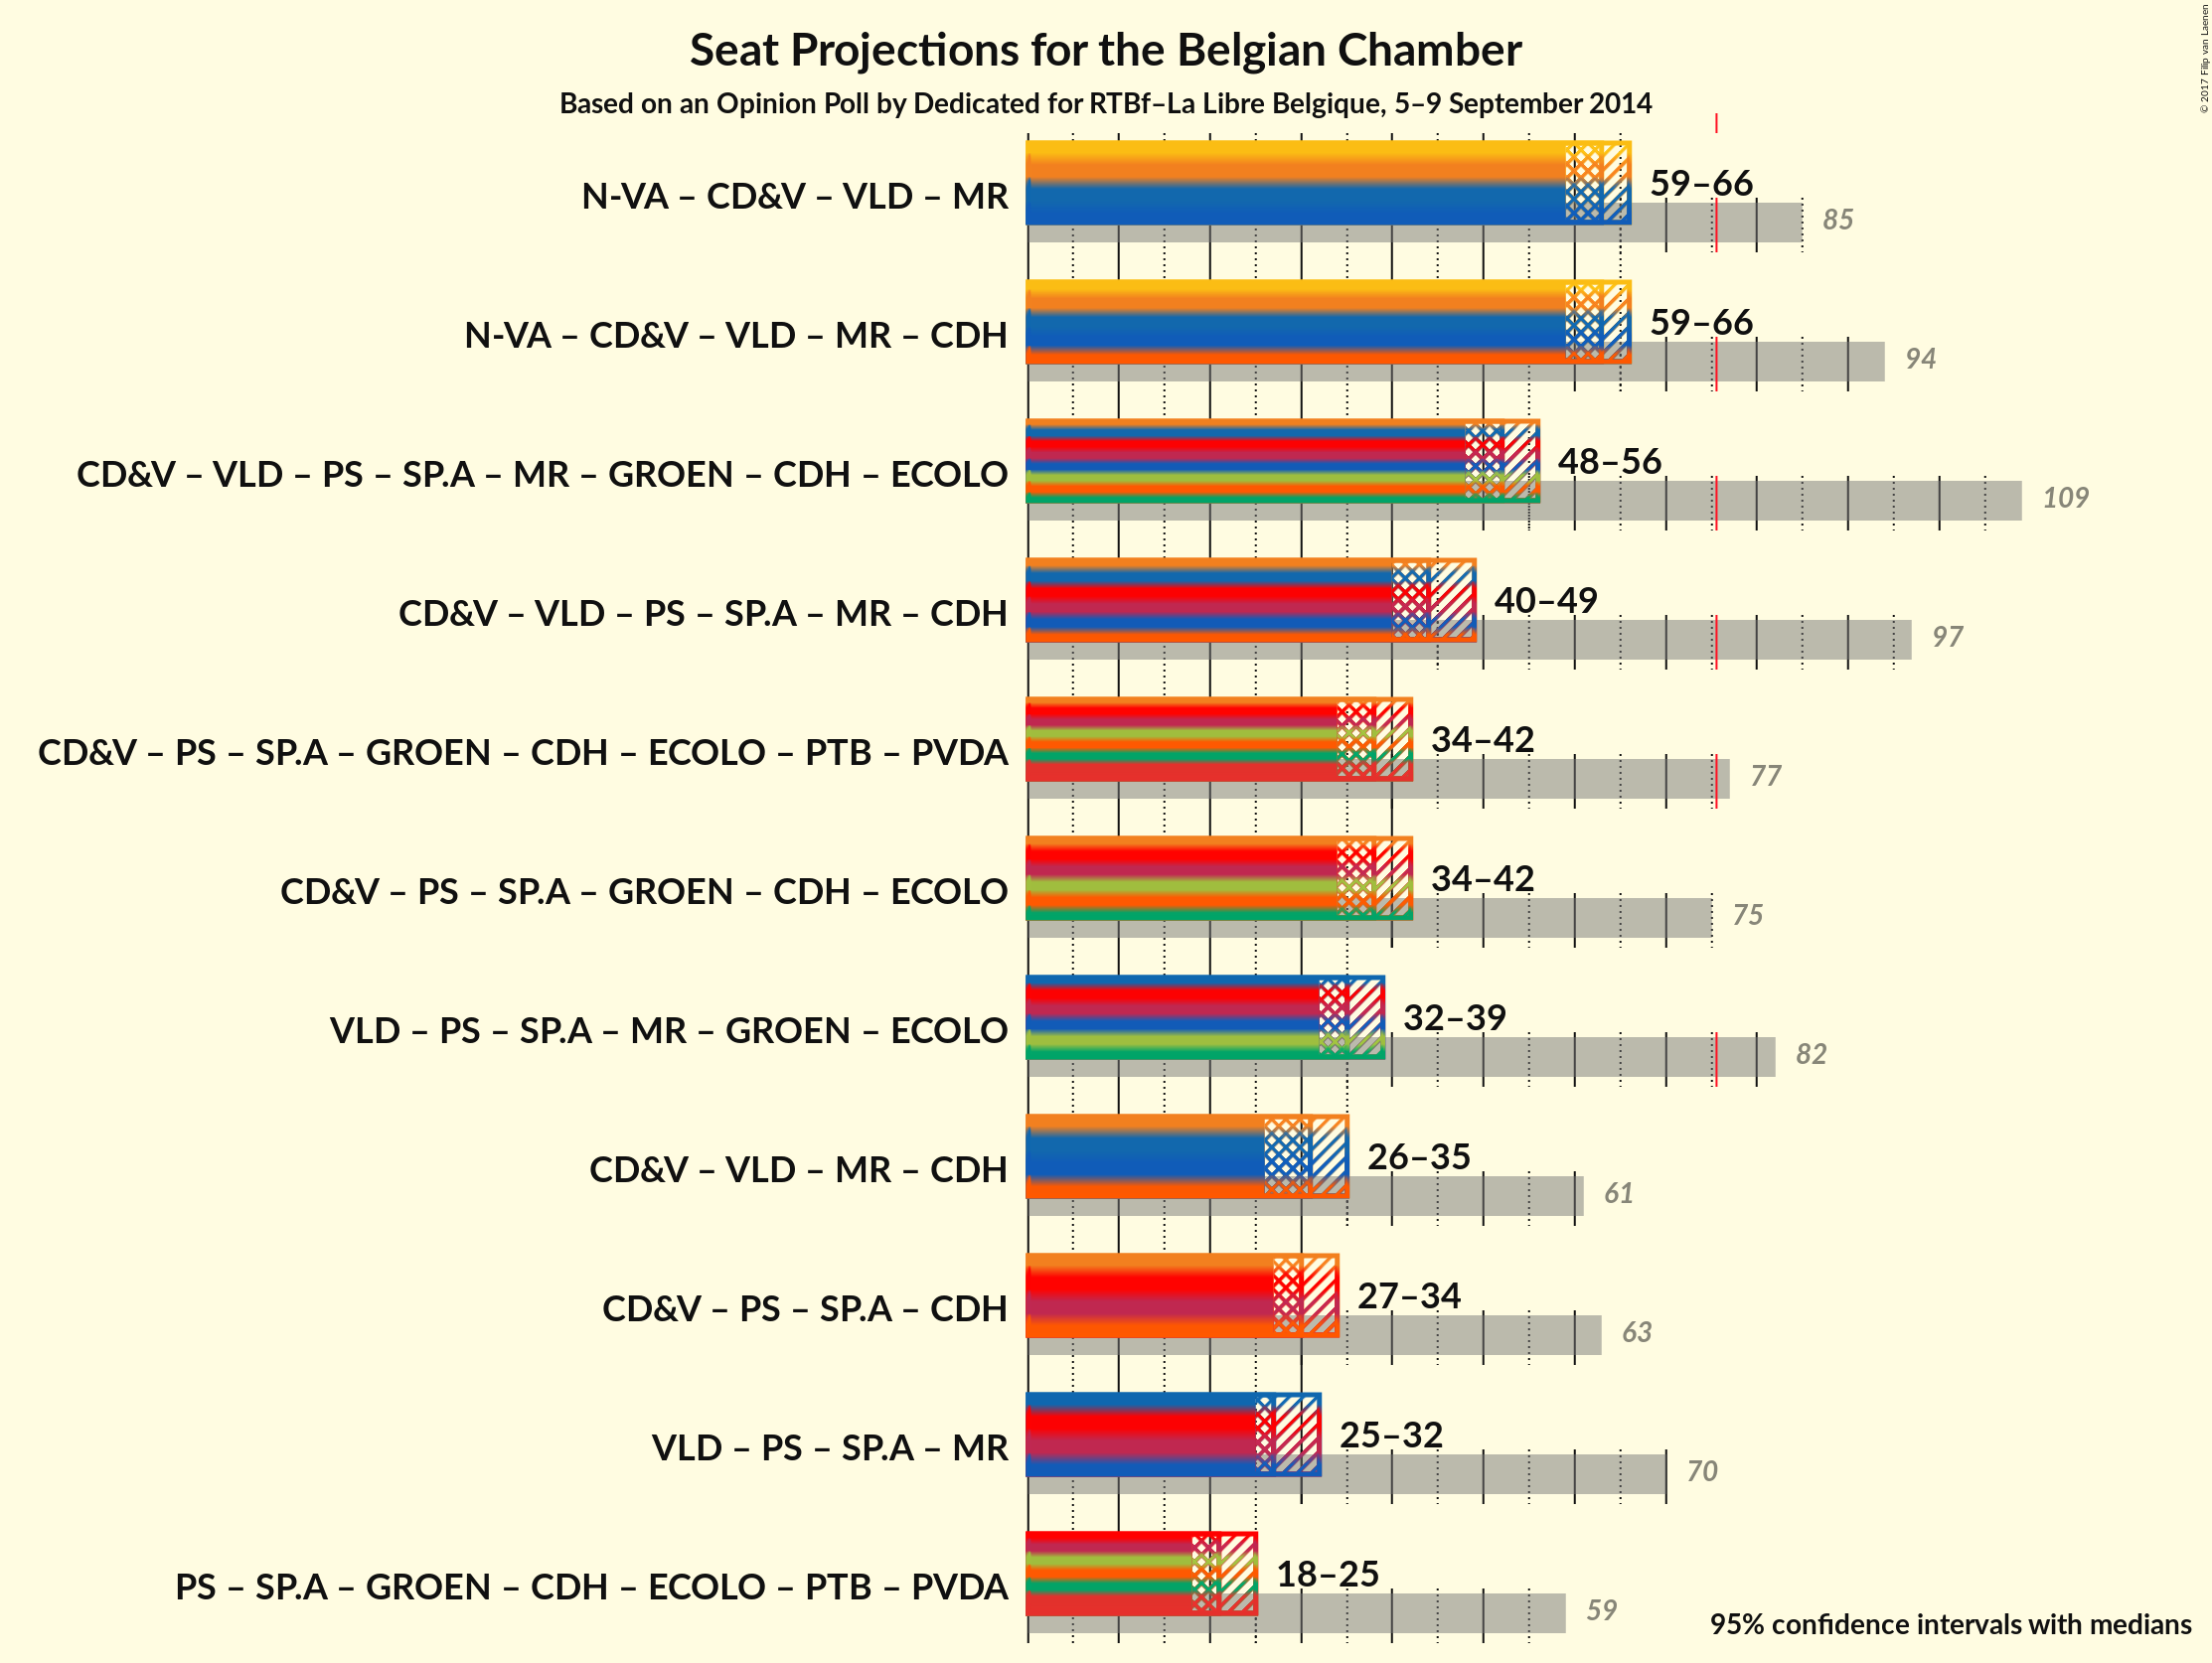 Seat Projections for the Belgian Chamber
Based on an Opinion Poll by Dedicated for RTBf–La Libre Belgique, 5–9 September 2014
© 2017 Filip van Laenen
N-VA – CD&V – VLD – MR
59–66
85
N-VA – CD&V – VLD – MR – CDH
59–66
94
CD&V – VLD – PS – SP.A – MR – GROEN – CDH – ECOLO
48–56
109
CD&V – VLD – PS – SP.A – MR – CDH
40–49
97
CD&V – PS – SP.A – GROEN – CDH – ECOLO – PTB – PVDA
34–42
77
CD&V – PS – SP.A – GROEN – CDH – ECOLO
34–42
75
VLD – PS – SP.A – MR – GROEN – ECOLO
32–39
82
CD&V – VLD – MR – CDH
26–35
61
CD&V – PS – SP.A – CDH
27–34
63
VLD – PS – SP.A – MR
25–32
70
PS – SP.A – GROEN – CDH – ECOLO – PTB – PVDA
18–25
59
95% confidence intervals with medians